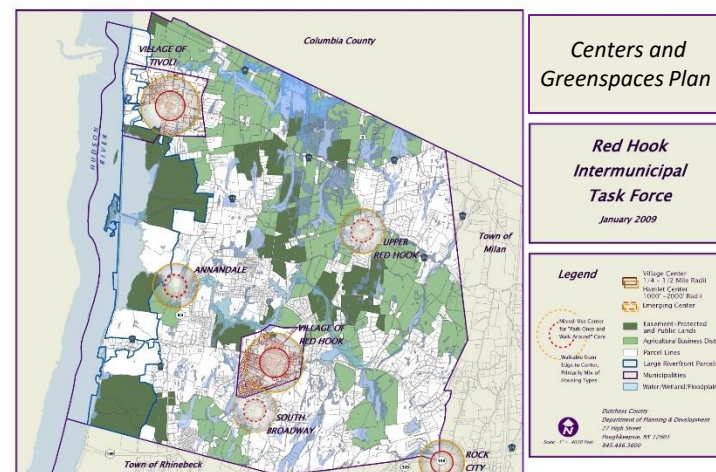 Columbia County
VILLAGE OF
TIVOLI
HUDSON
RIVER
UPPER
RED HOOK
Town of
Milan
ANNANDALE
VILLAGE OF
RED HOOK
SOUTH
BROADWAY
Town of Rhinebeck
ROCK
CITY
Centers and
Greenspaces Plan
Red Hook
Intermunicipal
Task Force
January 2009
Legend
Mixed-Use Center
for "Park Once and
Walk Around" Core
Walkable from
Edge to Center,
Primarily Mix of
Housing Types
Village Center
1/4 - 1/2 Mile Radii
Hamlet Center
1000' -2000' Radii
Emerging Center
Easement-Protected
and Public Lands
Agricultural Business Dist
Parcel Lines
Large Riverfront Parcels
Municipalities
Water/Wetland/Floodplain
Dutchess County
Department of Planning & Development
27 High Street
Poughkeepsie, NY 12601
845.486.3600